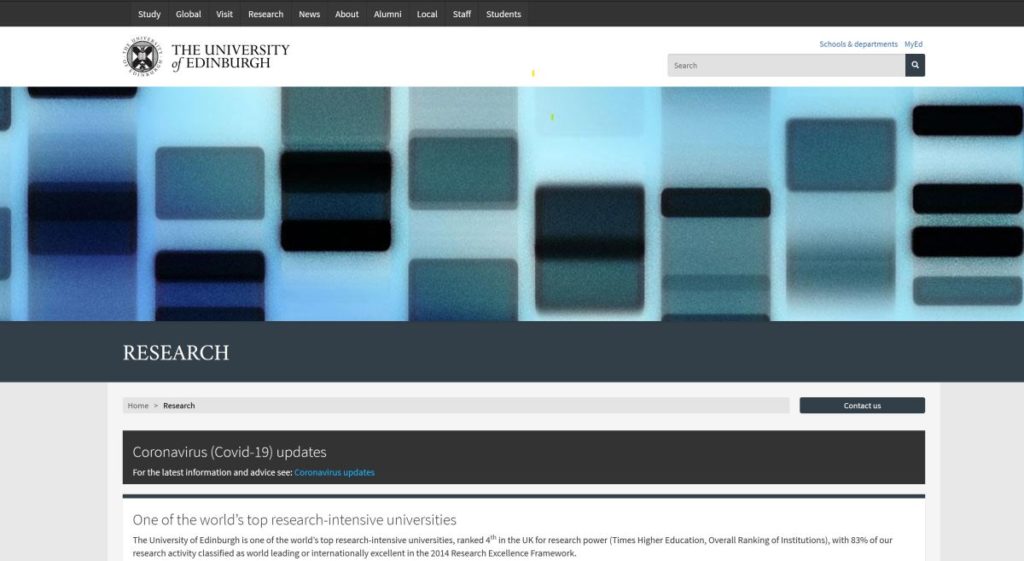 Study Global Visit Research News About Alumni Local Staff Students
THE UNIVERSITY
of EDINBURGH
Schools & departments MyEd
Search
RESEARCH
Home > Research
Contact us
Coronavirus (Covid-19) updates
For the latest information and advice see: Coronavirus updates
One of the world's top research-intensive universities
The University of Edinburgh is one of the world's top research-intensive universities, ranked 4th in the UK for research power (Times Higher Education, Overall Ranking of Institutions), with 83% of our
research activity classified as world leading or internationally excellent in the 2014 Research Excellence Framework.